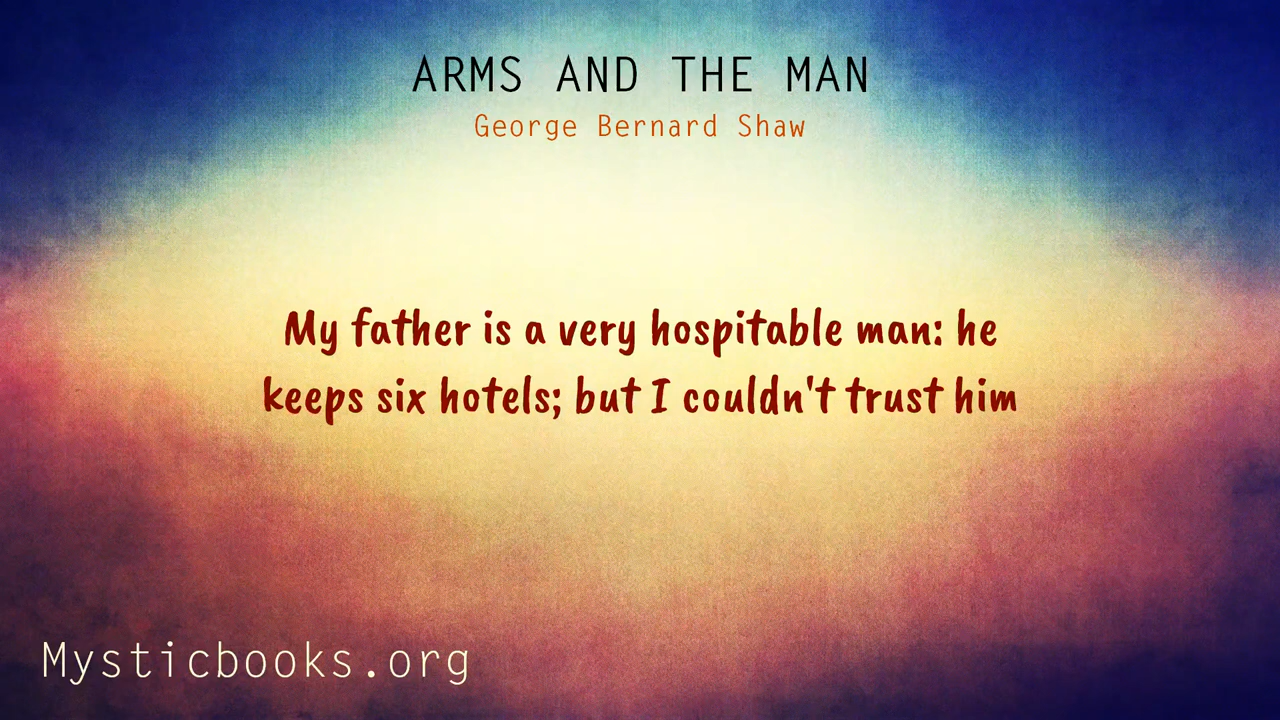 ARMS AND THE MAN
George Bernard Shaw
My father is a very hospitable man: he
keeps six hotels; but I couldn't trust him
Mysticbooks.org